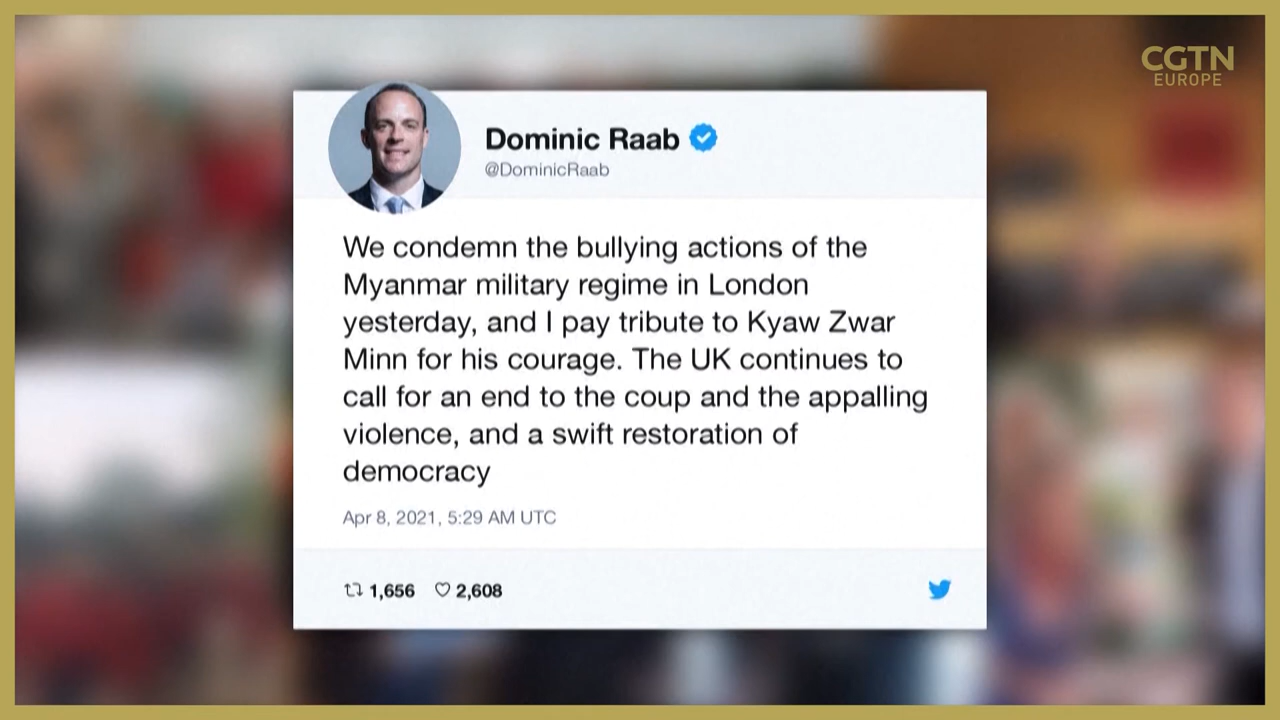 CGTN
EUROPE
Dominic Raab
@DominicRaab
We condemn the bullying actions of the
Myanmar military regime in London
yesterday, and I pay tribute to Kyaw Zwar
Minn for his courage. The UK continues to
call for an end to the coup and the appalling
violence, and a swift restoration of
democracy
Apr 8, 2021, 5:29 AM UTC
1,656 2,608